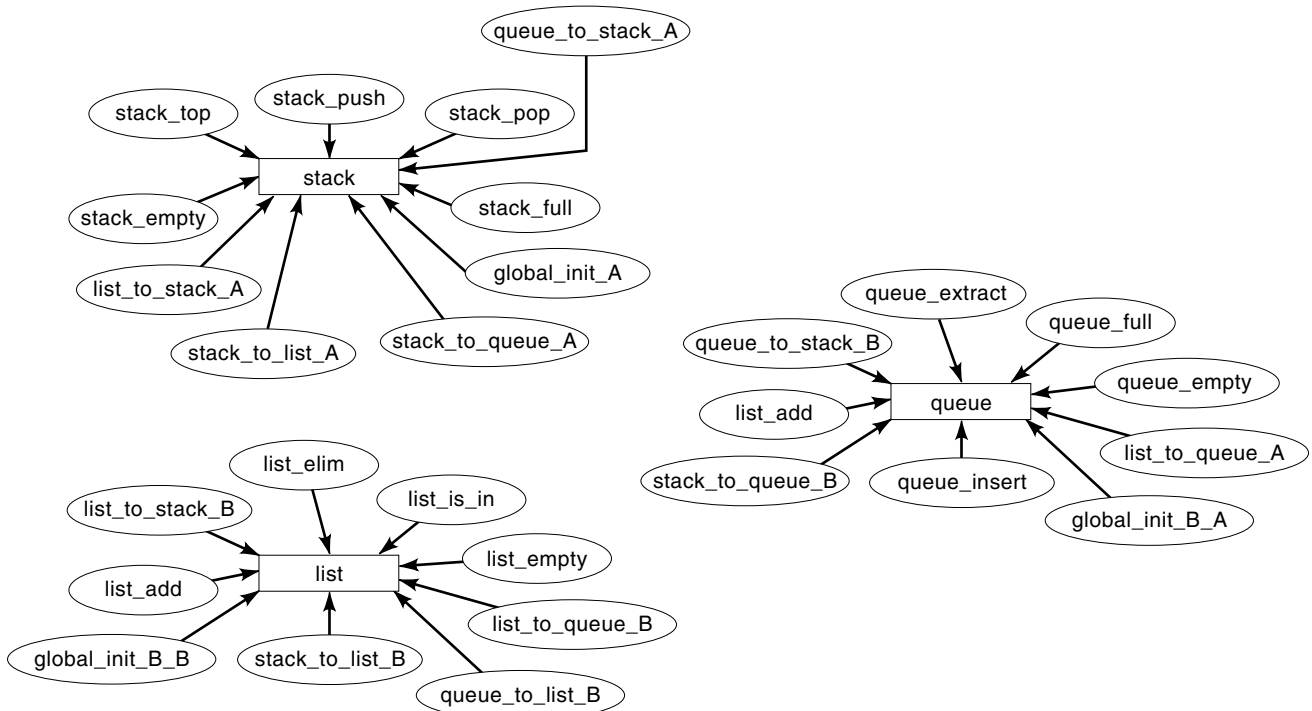 queue_to_stack_A
stack_top
stack_push
stack_pop
stack
stack_empty
stack_full
list_to_stack_A
global_init_A
stack_to_list_A
stack_to_queue_A
queue_extract
queue_to_stack_B
queue_full
queue_empty
list_add
queue
list_to_queue_A
stack_to_queue_B
queue_insert
global_init_B_A
list_elim
list_to_stack_B
list_is_in
list_empty
list_add
list
list_to_queue_B
global_init_B_B
stack_to_list_B
queue_to_list_B